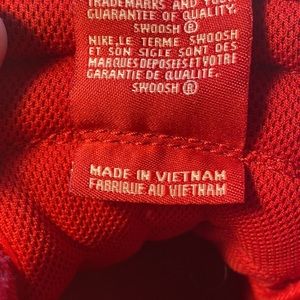 TRADEMARKS AND YOUR
GUARANTEE OF QUALITY.
SWOOSH ®
NIKE, LE TERME SWOOSH
ET SON SIGLE SONT DES
MARQUES DEPOSEES ET VOTRE
GARANTIE DE QUALITY.
SWOOSH ®
MADE IN VIETNAM
FABRIQUE AU VIETNAM